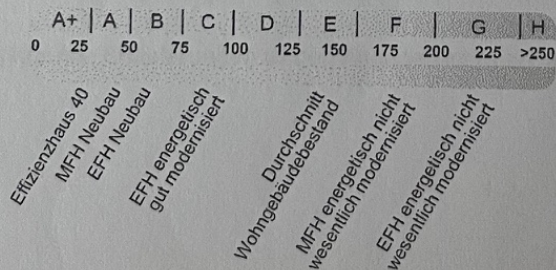 A+ | A | B | C | D | E | F | G | H
0 25 50 75 100 125 150 175 200 225 >250
Effizienzhaus 40
MFH Neubau
EFH Neubau
EFH energetisch
gut modernisiert
Durchschnitt
Wohngebäudebestand
MFH energetisch nicht
wesentlich modernisiert
EFH energetisch nicht
wesentlich modernisiert